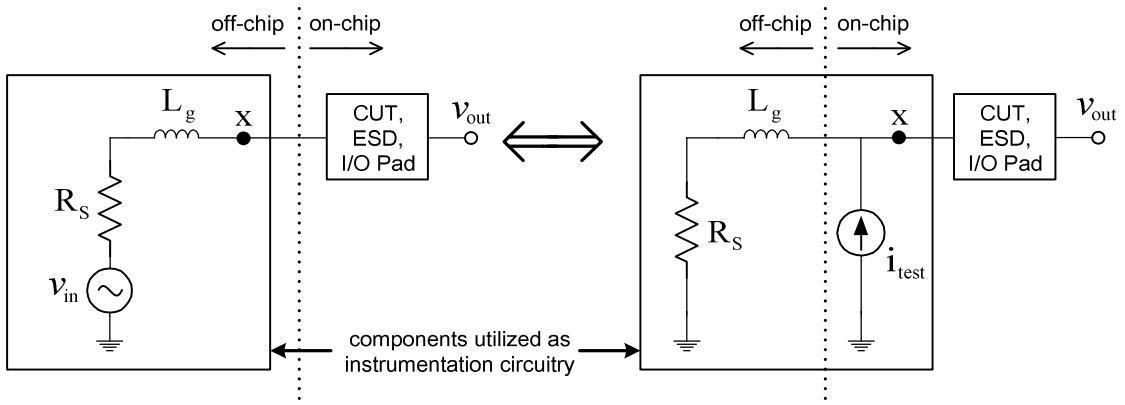 off-chip on-chip
L g
x
CUT,
ESD,
I/O Pad
v out
R S
v in
off-chip on-chip
L g
x
CUT,
ESD,
I/O Pad
v out
R S
i test
components utilized as
instrumentation circuitry